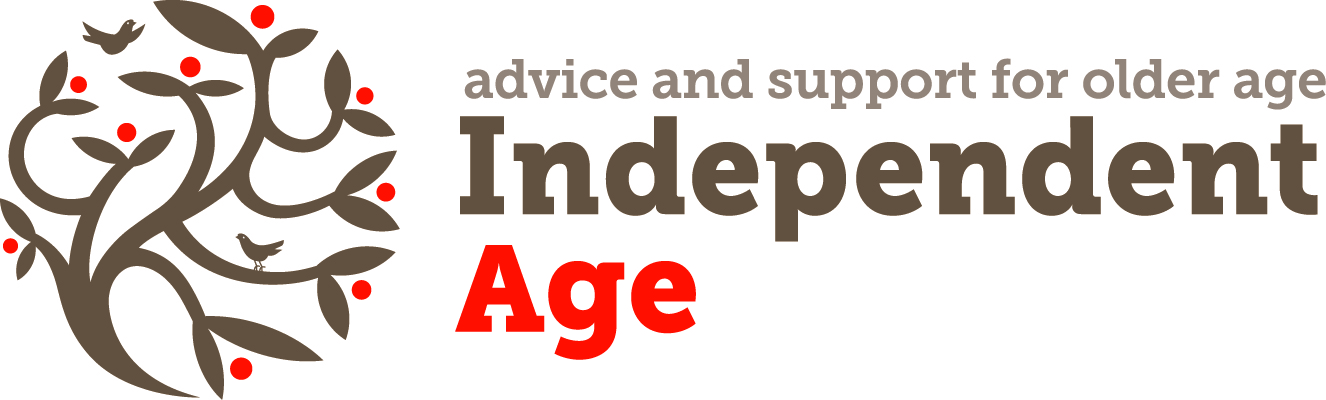 advice and support for older age
Independent
Age